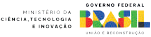 MINISTÉRIO DA
CIÊNCIA, TECNOLOGIA
E INOVAÇÃO
GOVERNO FEDERAL
BRASIL
UNIÃO E RECONSTRUÇÃO